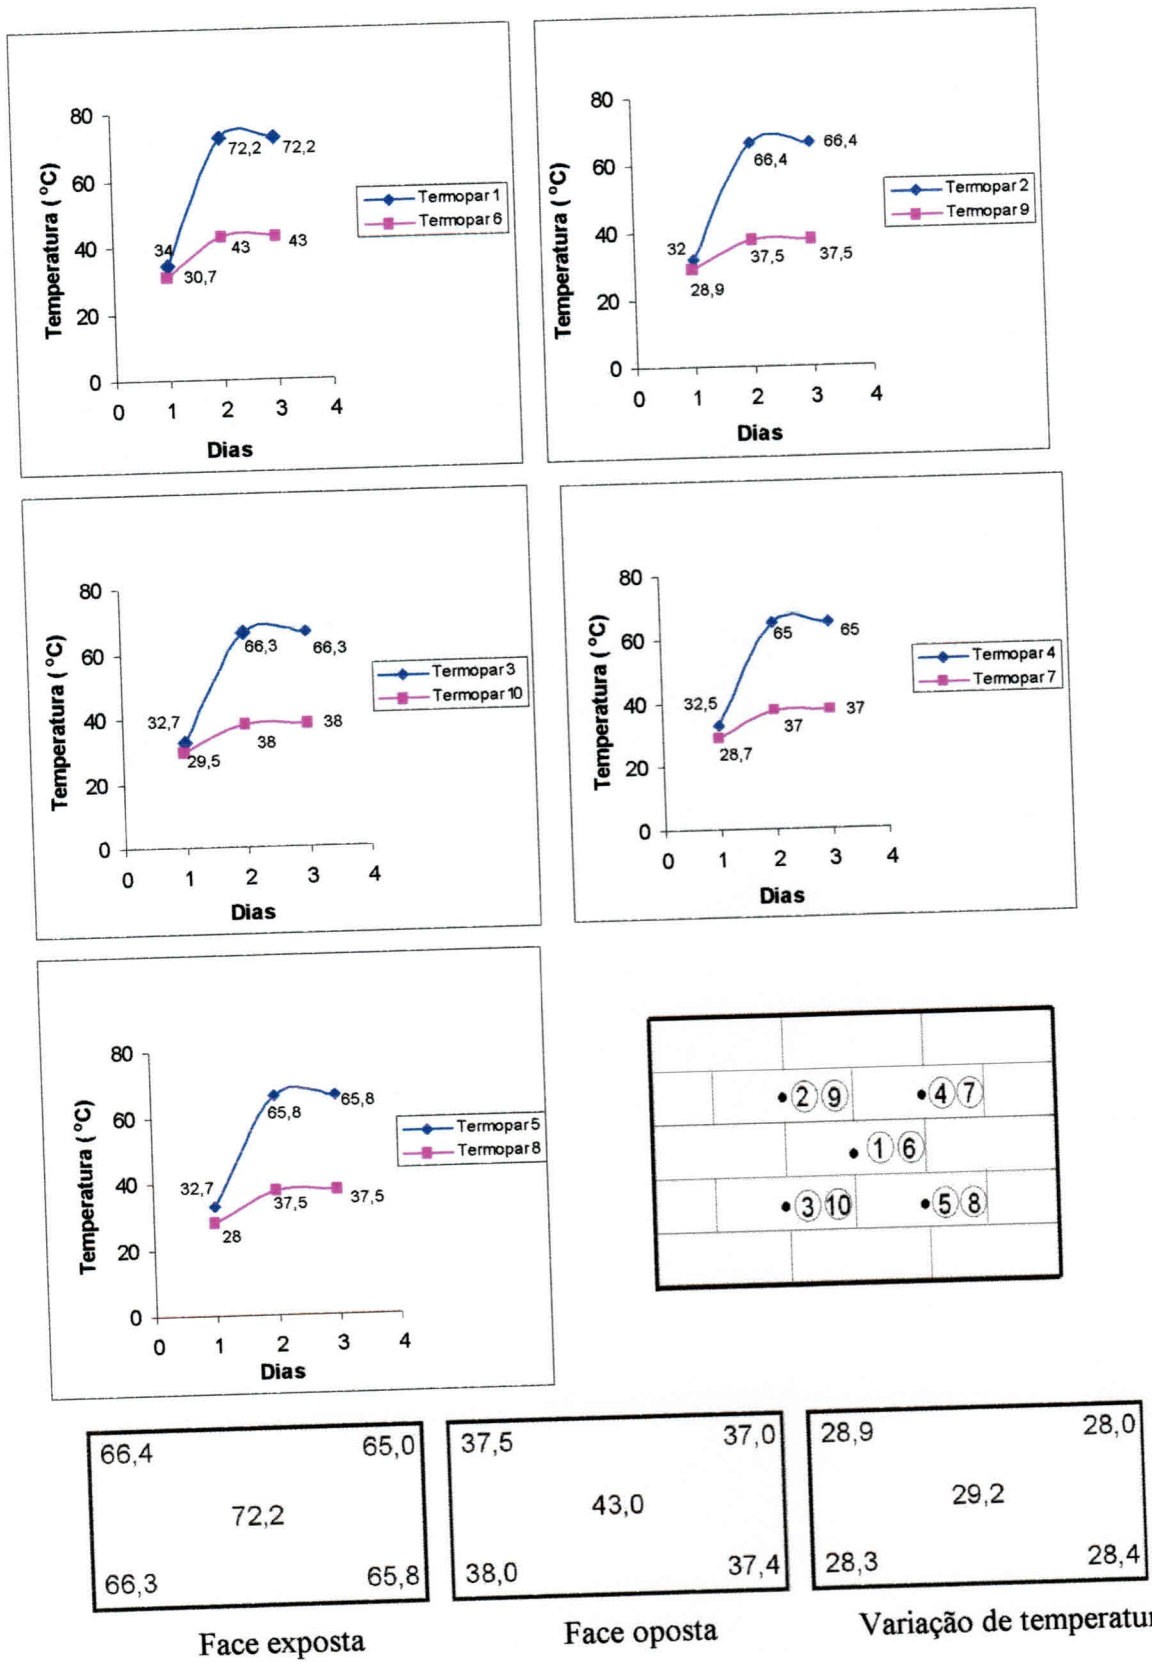 80
60
40
20
0
Temperatura ( °C)
34
30,7
72,2
72,2
43
43
Termopar 1
Termopar 6
0 1 2 3 4
Dias
80
60
40
20
0
Temperatura ( °C)
32
28,9
66,4
66,4
37,5
37,5
Termopar 2
Termopar 9
0 1 2 3 4
Dias
80
60
40
20
0
Temperatura ( °C)
32,7
29,5
66,3
66,3
38
38
Termopar 3
Termopar 10
0 1 2 3 4
Dias
80
60
40
20
0
Temperatura ( °C)
32,5
28,7
65
65
37
37
Termopar 4
Termopar 7
0 1 2 3 4
Dias
80
60
40
20
0
Temperatura ( °C)
32,7
28
65,8
65,8
37,5
37,5
Termopar 5
Termopar 8
0 1 2 3 4
Dias
2 9 4 7
1 6
3 10 5 8
66,4 65,0
72,2
66,3 65,8
Face exposta
37,5 37,0
43,0
38,0 37,4
Face oposta
28,9 28,0
29,2
28,3 28,4
Variação de temperatur